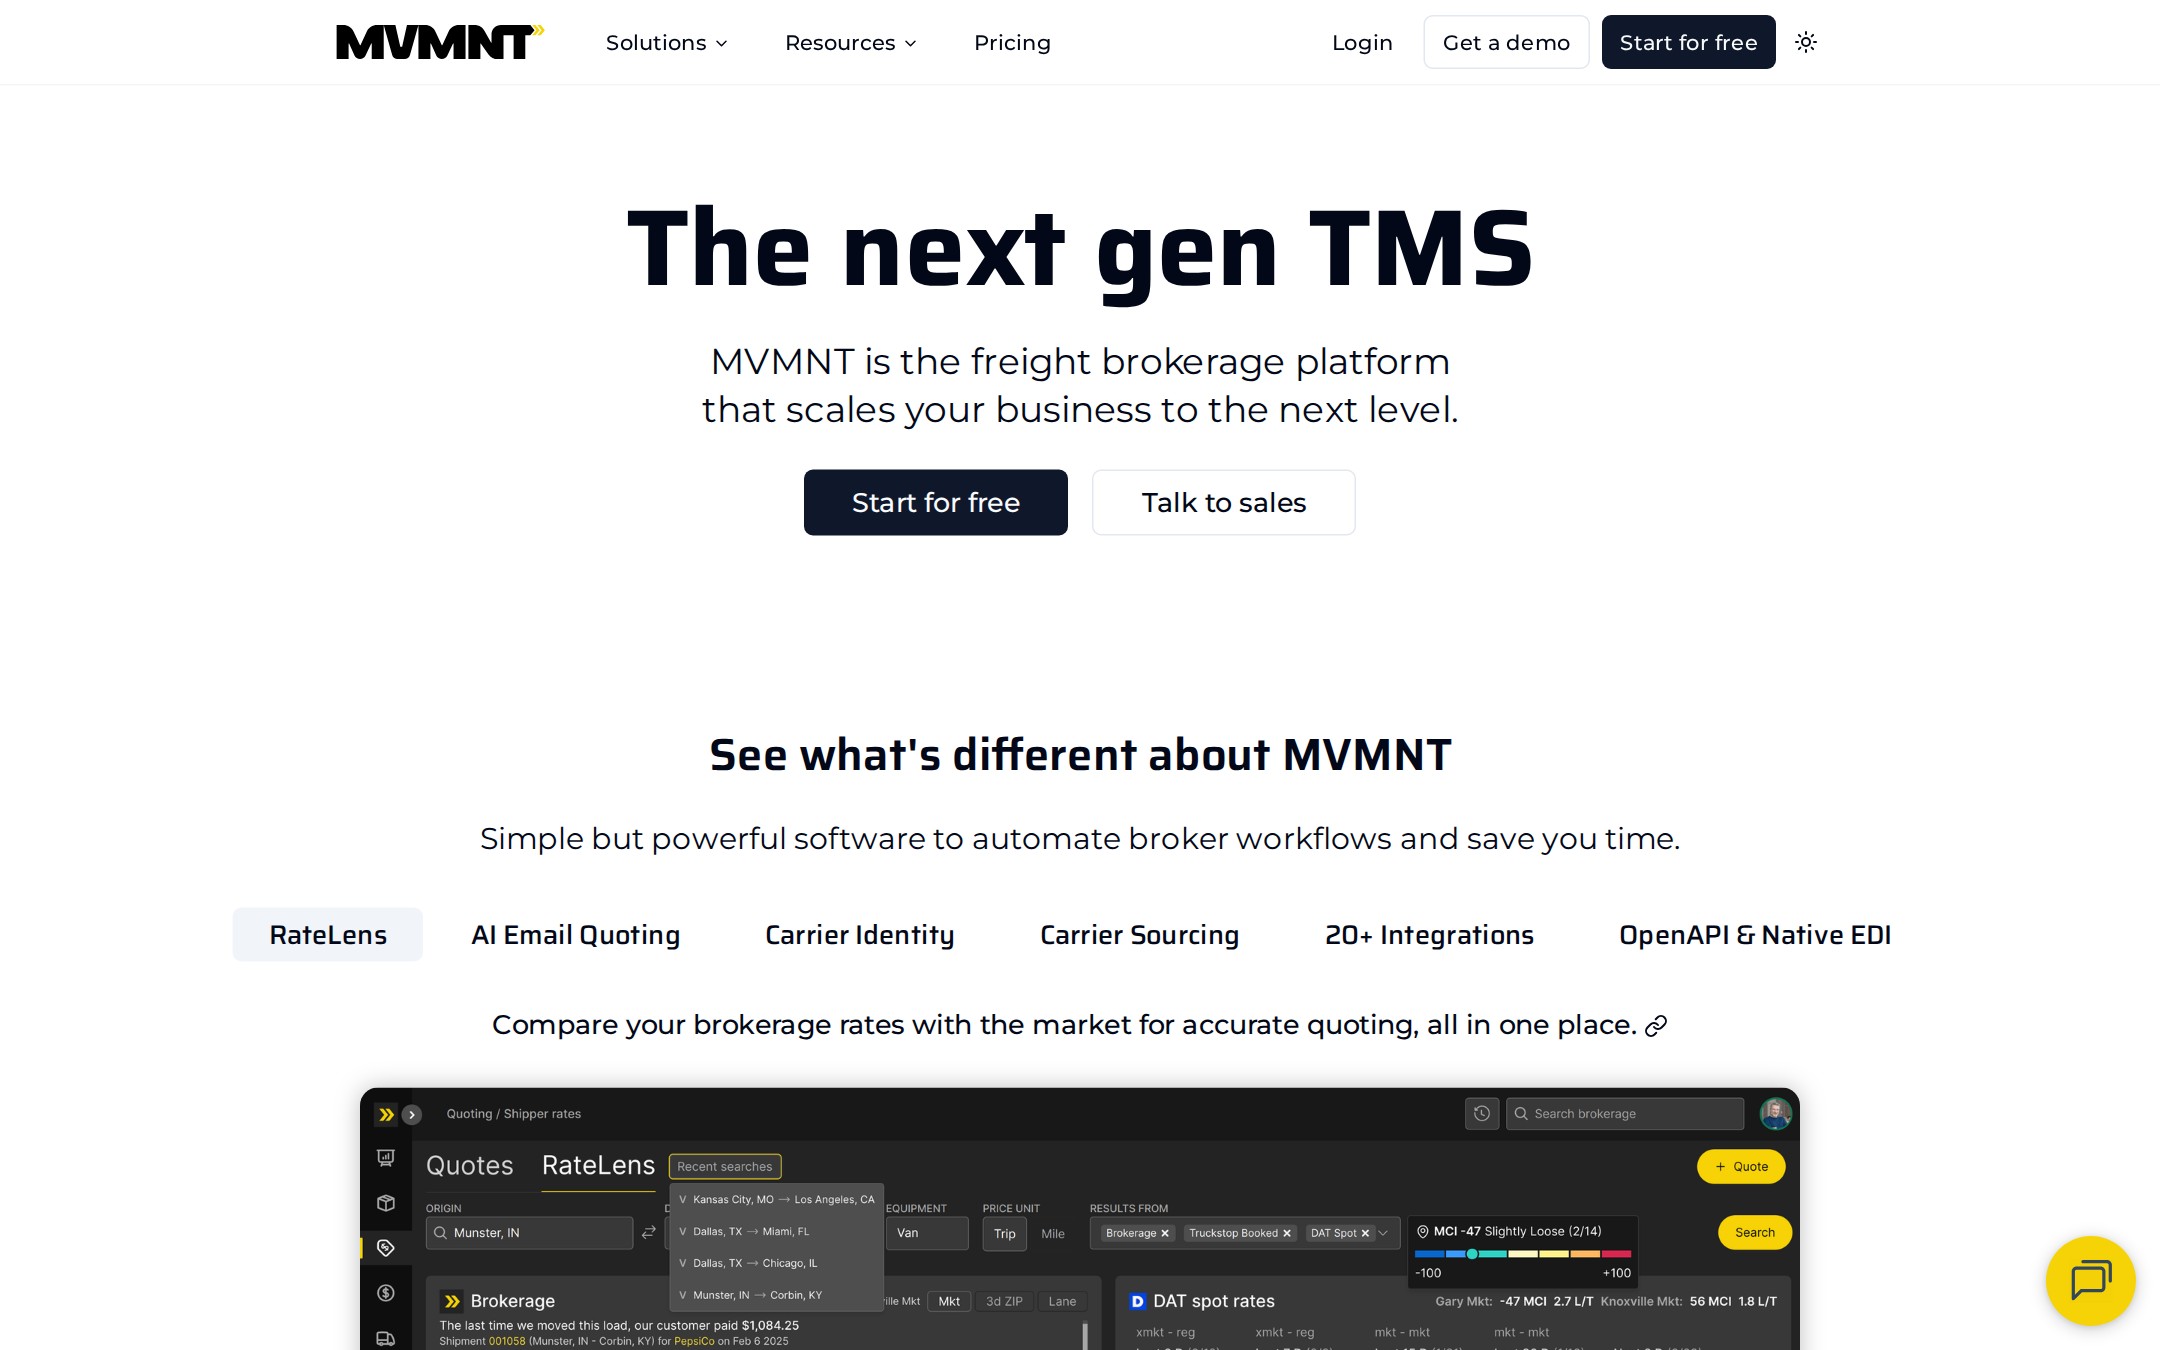 MVMNT
Solutions
Resources
Pricing
Login
Get a demo
Start for free
The next gen TMS
MVMNT is the freight brokerage platform
that scales your business to the next level.
Start for free
Talk to sales
See what's different about MVMNT
Simple but powerful software to automate broker workflows and save you time.
RateLens
AI Email Quoting
Carrier Identity
Carrier Sourcing
20+ Integrations
OpenAPI & Native EDI
Compare your brokerage rates with the market for accurate quoting, all in one place.
Quoting / Shipper rates
Search brokerage
Quotes
RateLens
Recent searches
+ Quote
V Kansas City, MO → Los Angeles, CA
V Dallas, TX → Miami, FL
V Dallas, TX → Chicago, IL
V Munster, IN → Corbin, KY
ORIGIN
Munster, IN
EQUIPMENT
Van
PRICE UNIT
Trip
Mile
RESULTS FROM
Brokerage ×
Truckstop Booked ×
DAT Spot ×
MCI -47 Slightly Loose (2/14)
-100
+100
Search
Brokerage
Mkt
Mkt
3d ZIP
Lane
The last time we moved this load, our customer paid $1,084.25
Shipment 001058 (Munster, IN - Corbin, KY) for PepsiCo on Feb 6 2025
D DAT spot rates
Gary Mkt: -47 MCI 2.7 L/T Knoxville Mkt: 56 MCI 1.8 L/T
xmkt - reg
xmkt - reg
mkt - mkt
mkt - mkt